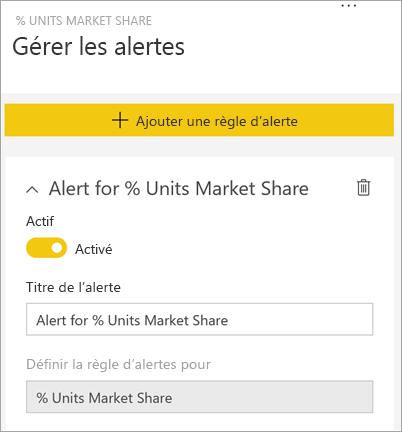 % UNITS MARKET SHARE
Gérer les alertes
Ajouter une règle d'alerte
Alert for % Units Market Share
Actif
Activé
Titre de l'alerte
Alert for % Units Market Share
Définir la règle d'alertes pour
% Units Market Share